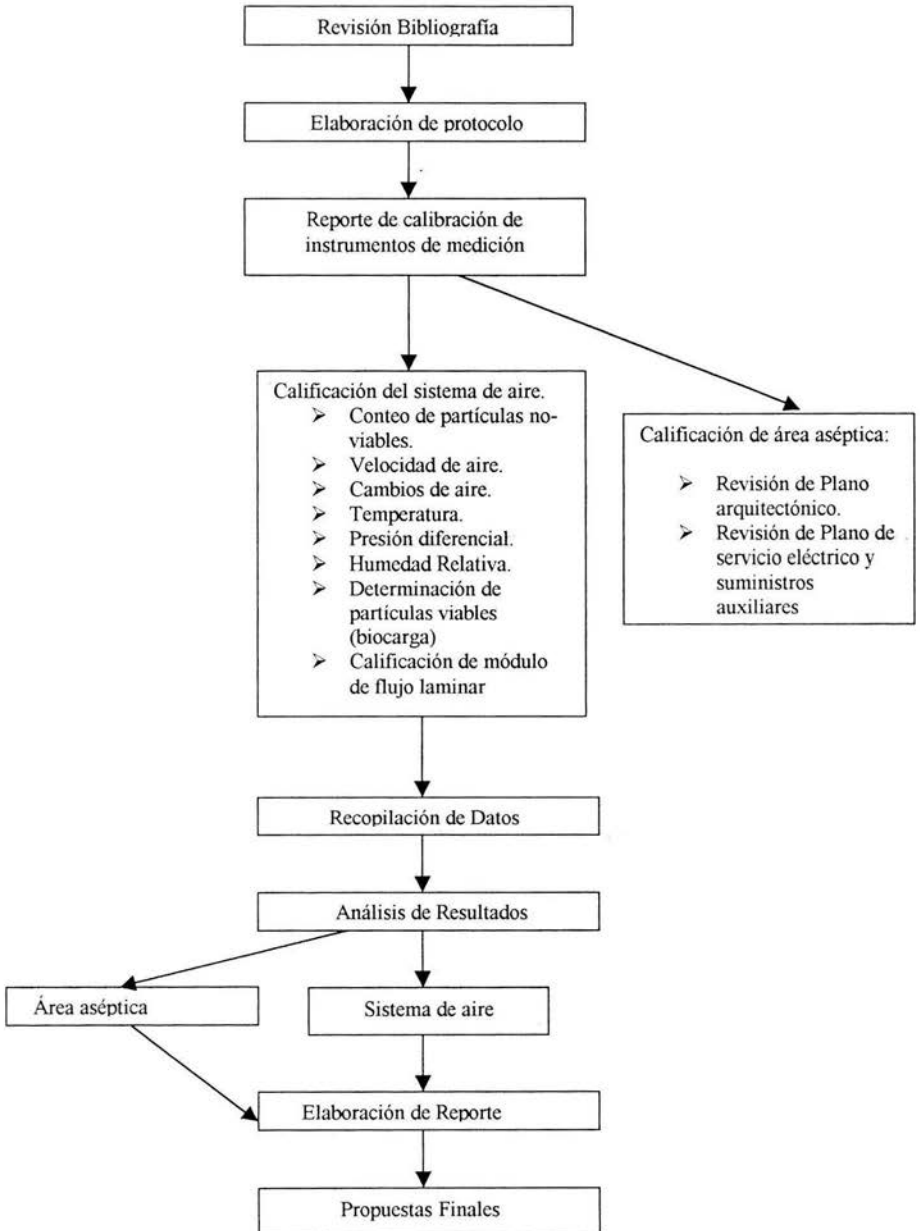 Revisión Bibliografía
Elaboración de protocolo
Reporte de calibración de
instrumentos de medición
Calificación del sistema de aire.
➢ Conteo de partículas no-
viables.
➢ Velocidad de aire.
➢ Cambios de aire.
➢ Temperatura.
➢ Presión diferencial.
➢ Humedad Relativa.
➢ Determinación de
partículas viables
(biocarga)
➢ Calificación de módulo
de flujo laminar
Calificación de área aséptica:
➢ Revisión de Plano
arquitectónico.
➢ Revisión de Plano de
servicio eléctrico y
suministros
auxiliares
Recopilación de Datos
Análisis de Resultados
Área aséptica
Sistema de aire
Elaboración de Reporte
Propuestas Finales